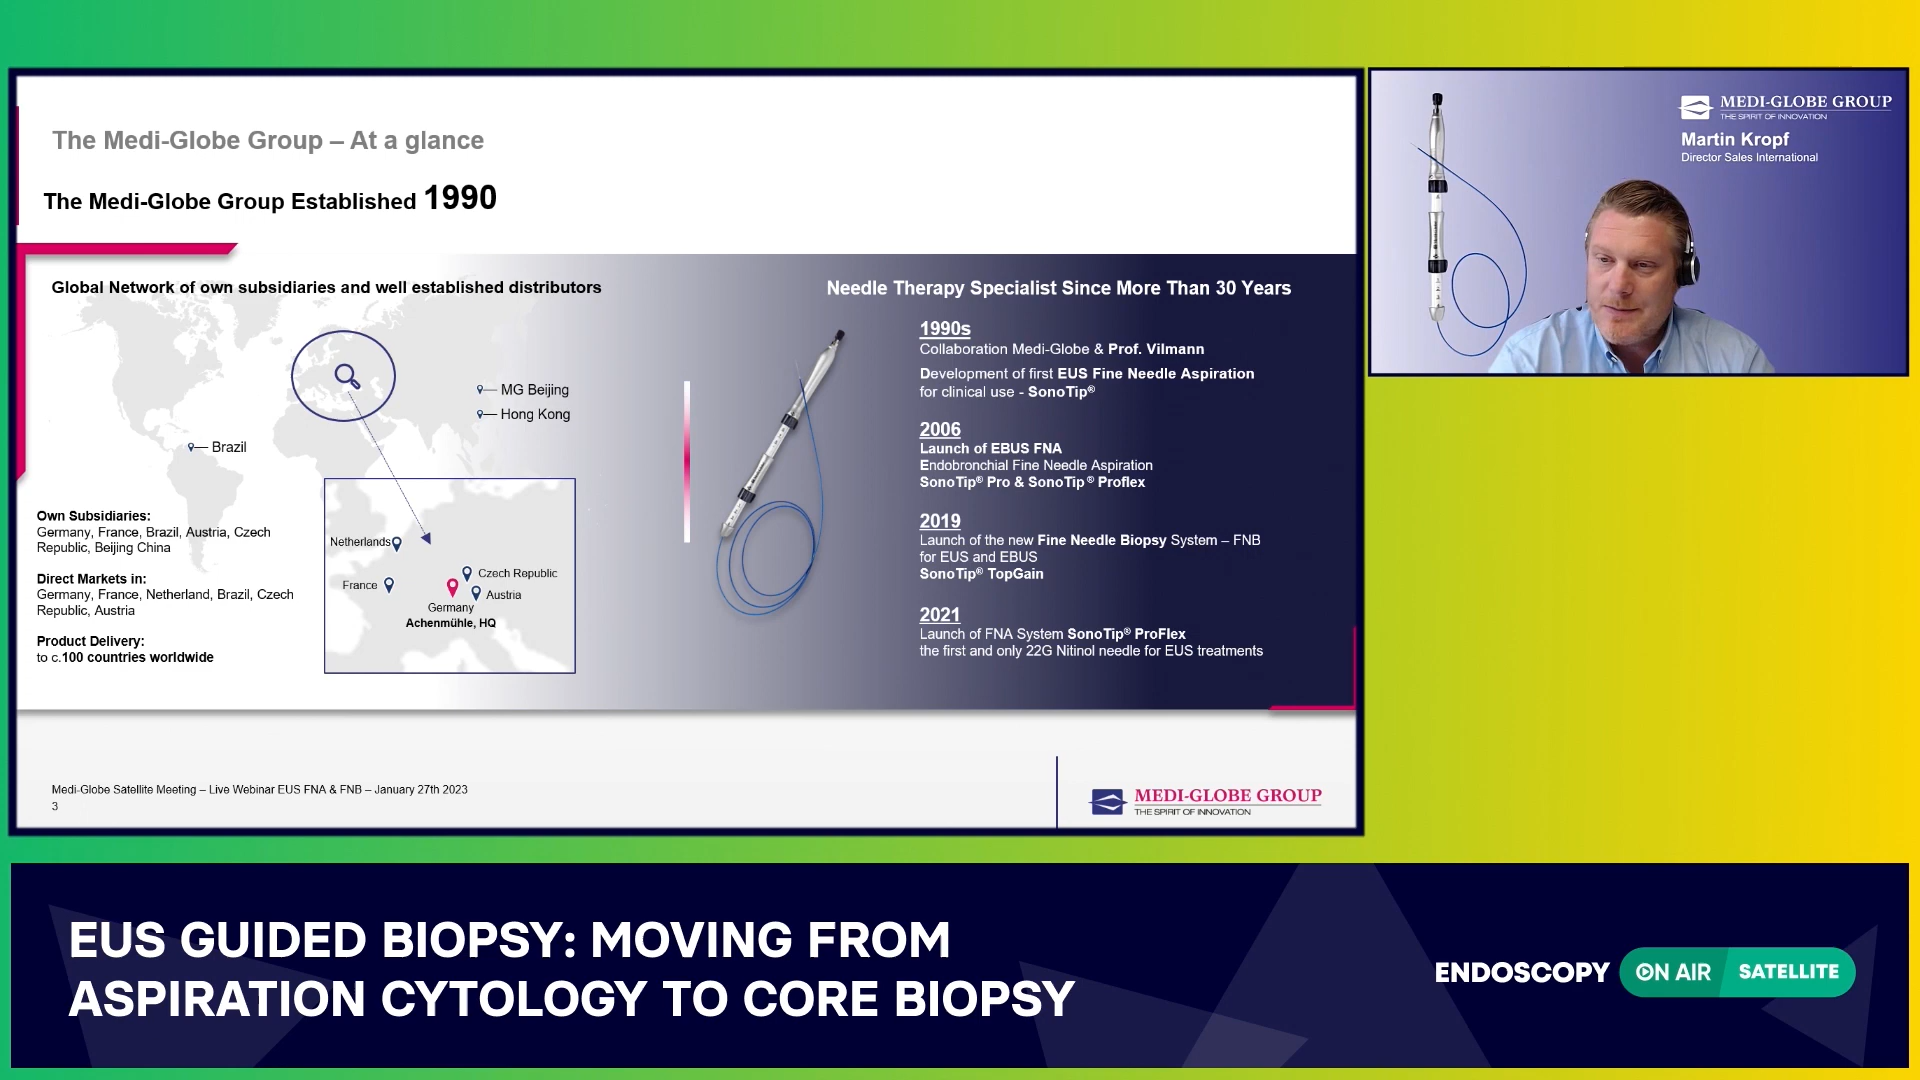 The Medi-Globe Group – At a glance
The Medi-Globe Group Established 1990
Global Network of own subsidiaries and well established distributors
MG Beijing
Hong Kong
Brazil
Own Subsidiaries:
Germany, France, Brazil, Austria, Czech
Republic, Beijing China
Direct Markets in:
Germany, France, Netherland, Brazil, Czech
Republic, Austria
Product Delivery:
to c.100 countries worldwide
Netherlands
France
Czech Republic
Austria
Germany
Achenmühle, HQ
Needle Therapy Specialist Since More Than 30 Years
1990s
Collaboration Medi-Globe & Prof. Vilmann
Development of first EUS Fine Needle Aspiration
for clinical use - SonoTip®
2006
Launch of EBUS FNA
Endobronchial Fine Needle Aspiration
SonoTip® Pro & SonoTip ® Proflex
2019
Launch of the new Fine Needle Biopsy System – FNB
for EUS and EBUS
SonoTip® TopGain
2021
Launch of FNA System SonoTip® ProFlex
the first and only 22G Nitinol needle for EUS treatments
Medi-Globe Satellite Meeting – Live Webinar EUS FNA & FNB – January 27th 2023
3
MEDI-GLOBE GROUP
THE SPIRIT OF INNOVATION
MEDI-GLOBE GROUP
THE SPIRIT OF INNOVATION
Martin Kropf
Director Sales International
EUS GUIDED BIOPSY: MOVING FROM
ASPIRATION CYTOLOGY TO CORE BIOPSY
ENDOSCOPY ON AIR SATELLITE